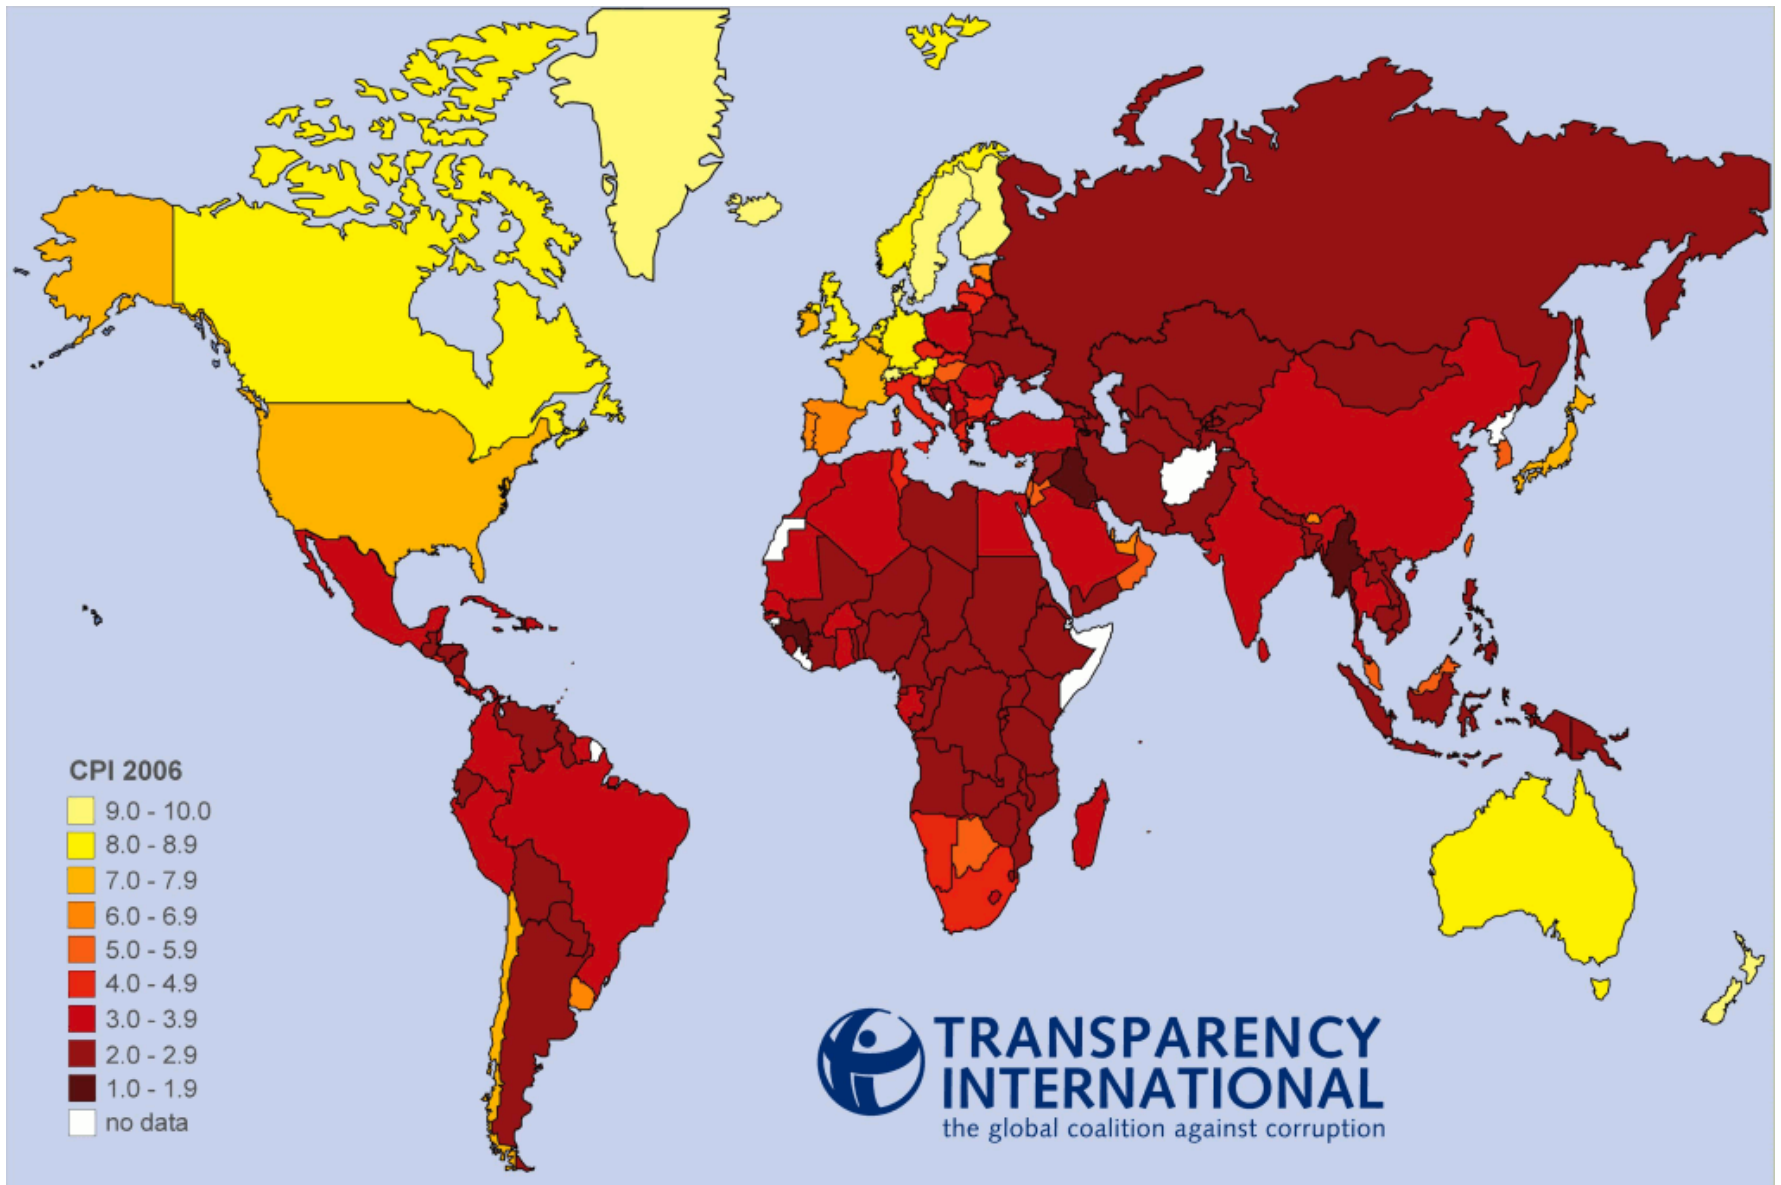 CPI 2006
9.0 - 10.0
8.0 - 8.9
7.0 - 7.9
6.0 - 6.9
5.0 - 5.9
4.0 - 4.9
3.0 - 3.9
2.0 - 2.9
1.0 - 1.9
no data
TRANSPARENCY
INTERNATIONAL
the global coalition against corruption